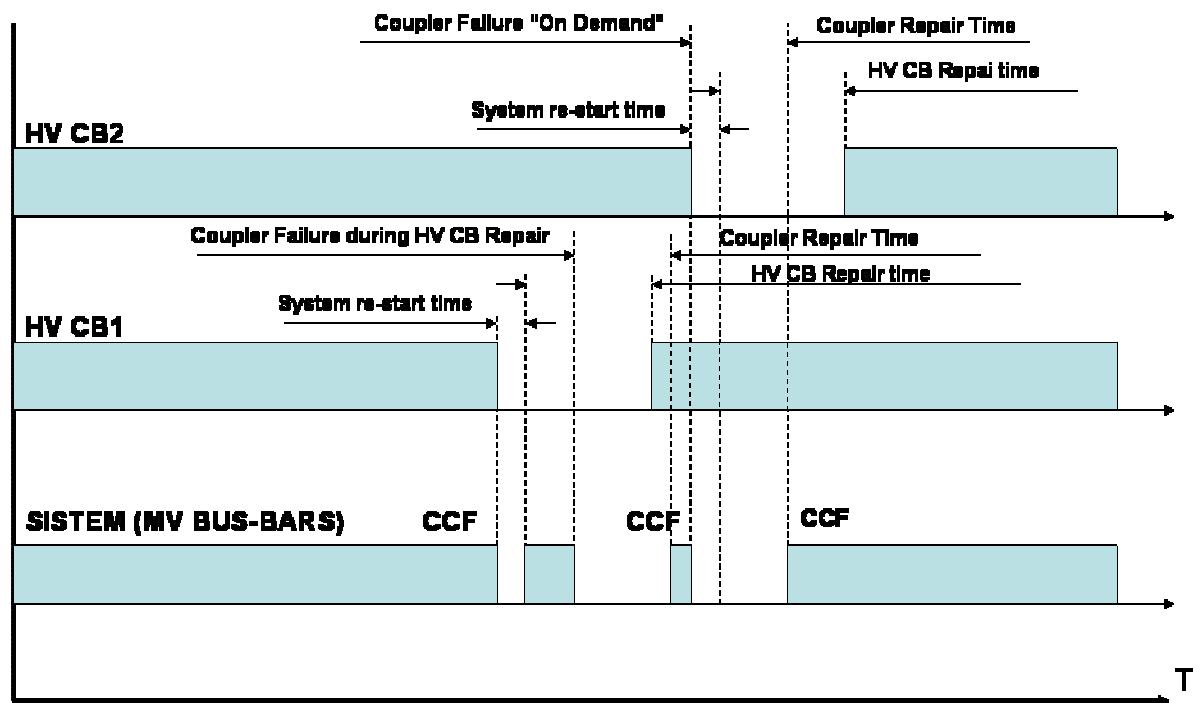 Coupler Failure "On Demand"
Coupler Repair Time
HV CB Repai time
System re-start time
HV CB2
Coupler Failure during HV CB Repair
Coupler Repair Time
HV CB Repair time
System re-start time
HV CB1
SISTEM (MV BUS-BARS)
CCF
CCF
CCF
T